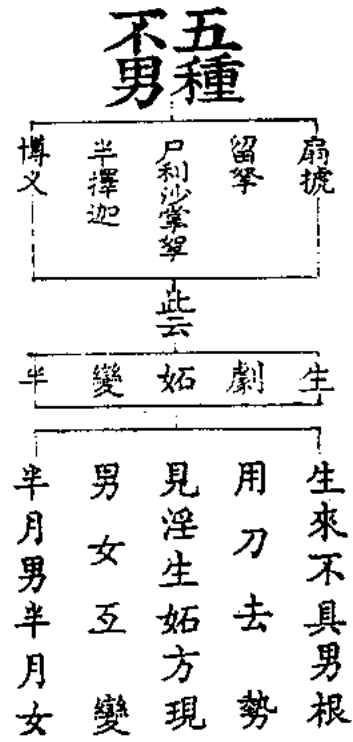 五種
不男
扇搋
留拏
尸利沙掌拏
半擇迦
博叉
此云
生
劇
妬
變
半
生來不具男根
用刀去勢
見淫生妬方現
男女互變
半月男半月女